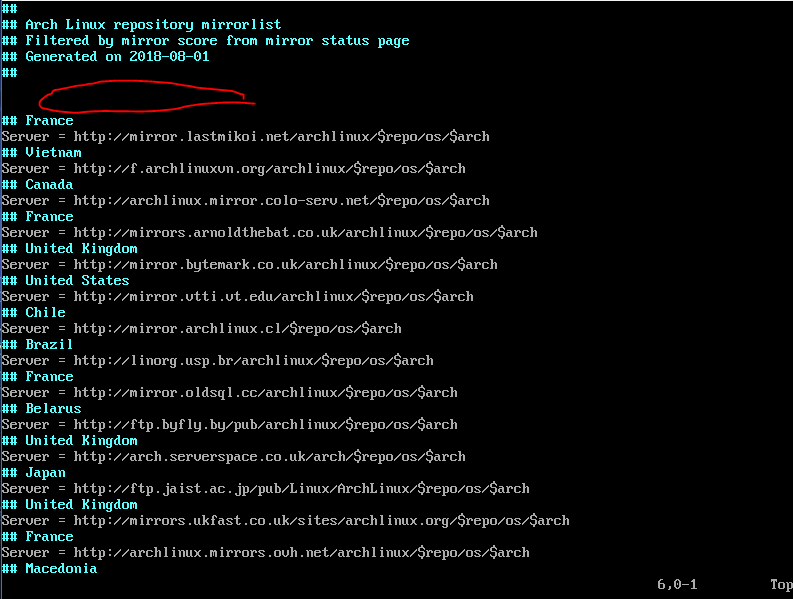 ##
## Arch Linux repository mirrorlist
## Filtered by mirror score from mirror status page
## Generated on 2018-08-01
##
## France
Server = http://mirror.lastmikoi.net/archlinux/$repo/os/$arch
## Vietnam
Server = http://f.archlinuxvn.org/archlinux/$repo/os/$arch
## Canada
Server = http://archlinux.mirror.colo-serv.net/$repo/os/$arch
## France
Server = http://mirrors.arnoldthebat.co.uk/archlinux/$repo/os/$arch
## United Kingdom
Server = http://mirror.bytemark.co.uk/archlinux/$repo/os/$arch
## United States
Server = http://mirror.vtti.vt.edu/archlinux/$repo/os/$arch
## Chile
Server = http://mirror.archlinux.cl/$repo/os/$arch
## Brazil
Server = http://linorg.usp.br/archlinux/$repo/os/$arch
## France
Server = http://mirror.oldsql.cc/archlinux/$repo/os/$arch
## Belarus
Server = http://ftp.byfly.by/pub/archlinux/$repo/os/$arch
## United Kingdom
Server = http://arch.serverspace.co.uk/arch/$repo/os/$arch
## Japan
Server = http://ftp.jaist.ac.jp/pub/Linux/ArchLinux/$repo/os/$arch
## United Kingdom
Server = http://mirrors.ukfast.co.uk/sites/archlinux.org/$repo/os/$arch
## France
Server = http://archlinux.mirrors.ovh.net/archlinux/$repo/os/$arch
## Macedonia
6,0-1 Top